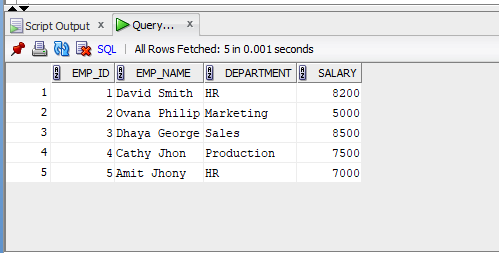 Script Output x Query... x
SQL | All Rows Fetched: 5 in 0.001 seconds
EMP_ID EMP_NAME DEPARTMENT SALARY
1 1 David Smith HR 8200
2 2 Ovana Philip Marketing 5000
3 3 Dhaya George Sales 8500
4 4 Cathy Jhon Production 7500
5 5 Amit Jhony HR 7000